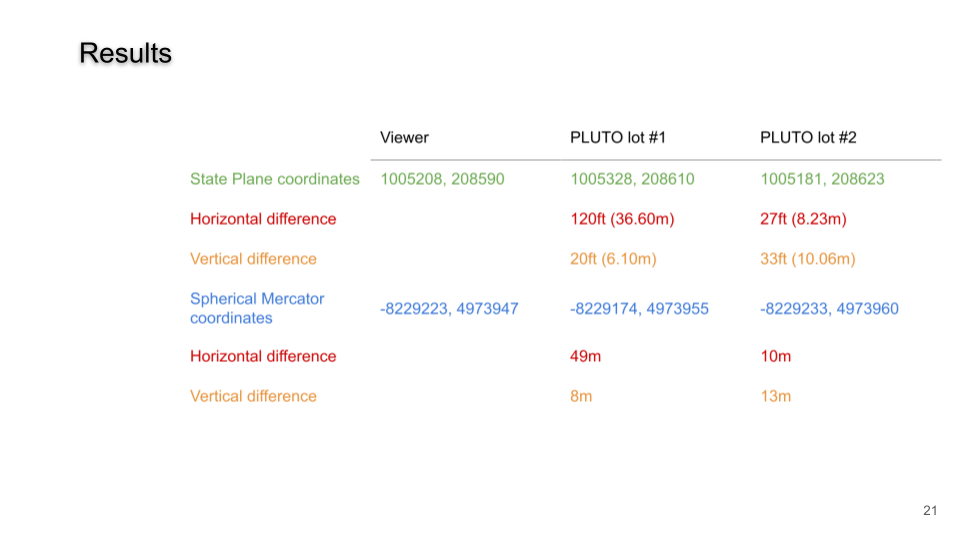 Results
Viewer PLUTO lot #1 PLUTO lot #2
State Plane coordinates 1005208, 208590 1005328, 208610 1005181, 208623
Horizontal difference 120ft (36.60m) 27ft (8.23m)
Vertical difference 20ft (6.10m) 33ft (10.06m)
Spherical Mercator
coordinates -8229223, 4973947 -8229174, 4973955 -8229233, 4973960
Horizontal difference 49m 10m
Vertical difference 8m 13m
21